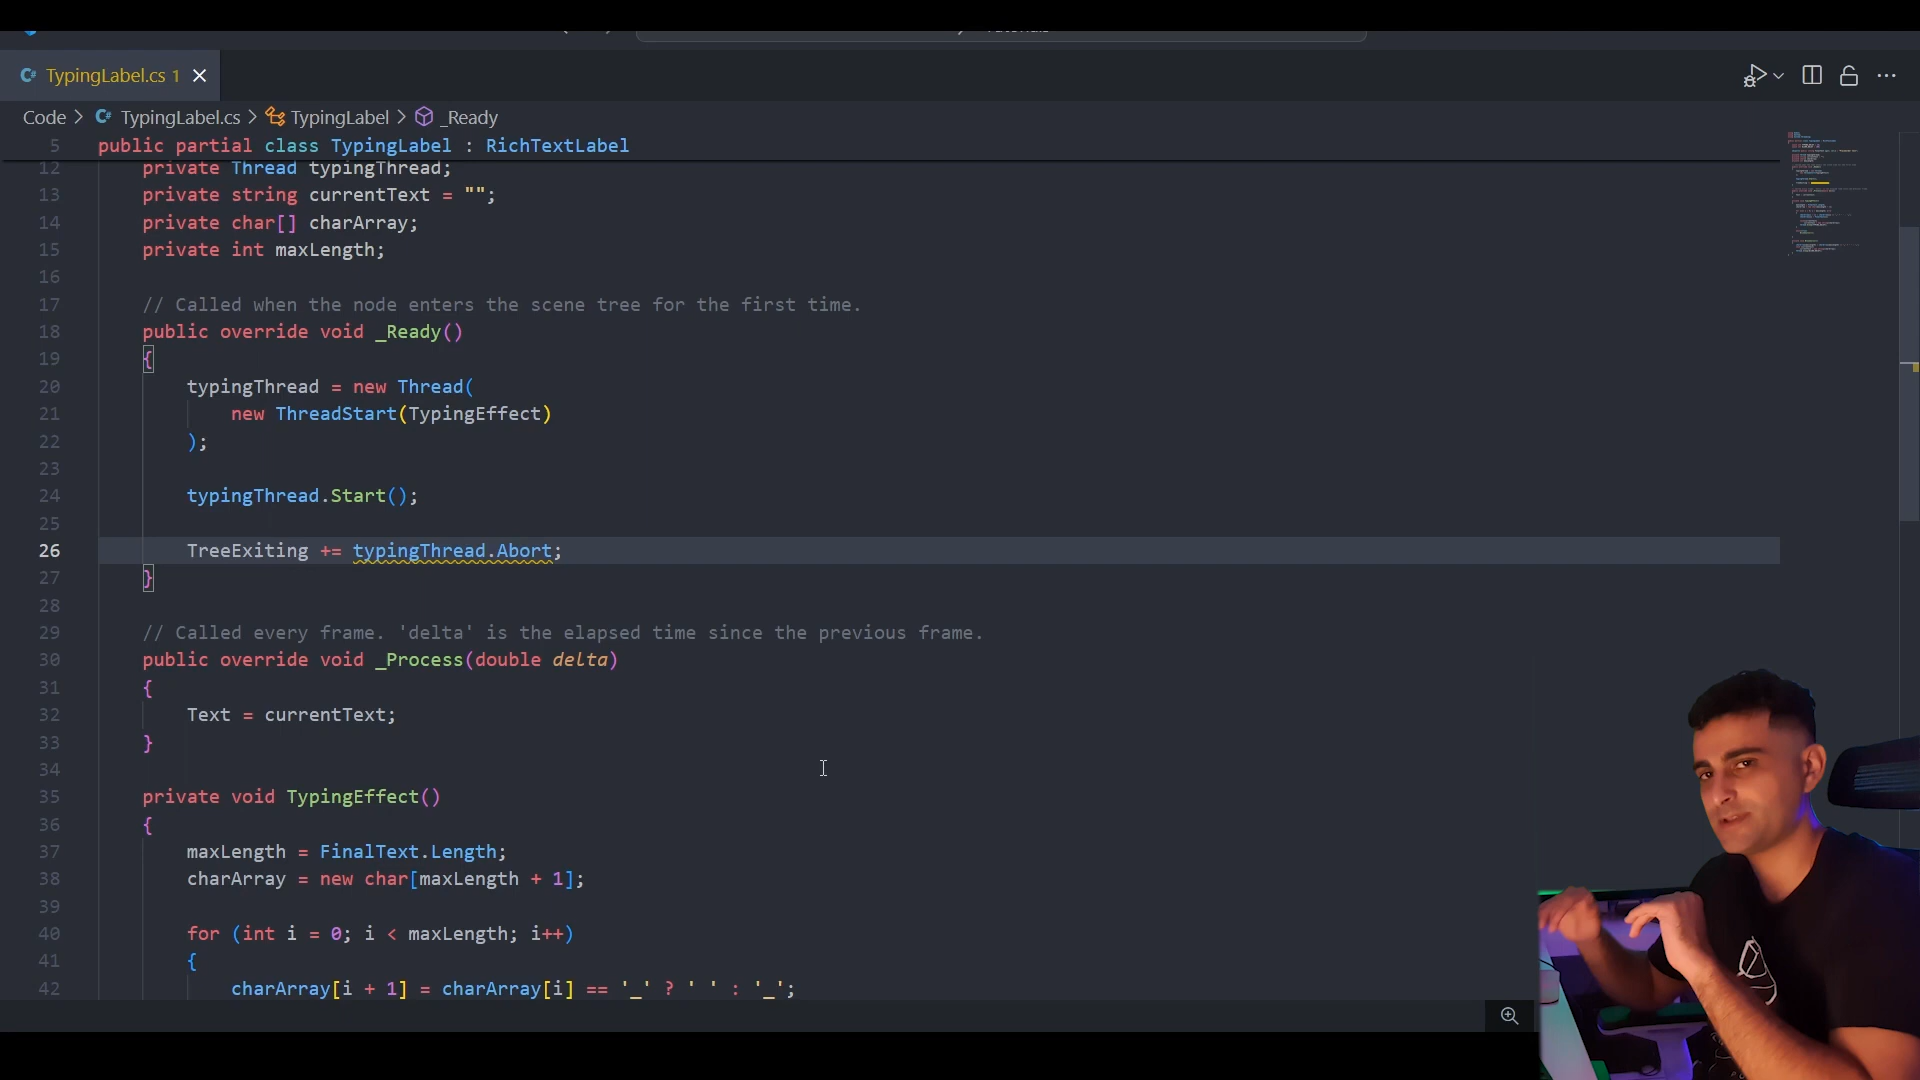 TypingLabel.cs 1
Code > TypingLabel.cs > TypingLabel > _Ready
5 public partial class TypingLabel : RichTextLabel
12 private Thread typingThread;
13 private string currentText = "";
14 private char[] charArray;
15 private int maxLength;
16
17 // Called when the node enters the scene tree for the first time.
18 public override void _Ready()
19 {
20 typingThread = new Thread(
21 new ThreadStart(TypingEffect)
22 );
23
24 typingThread.Start();
25
26 TreeExiting += typingThread.Abort;
27 }
28
29 // Called every frame. 'delta' is the elapsed time since the previous frame.
30 public override void _Process(double delta)
31 {
32 Text = currentText;
33 }
34
35 private void TypingEffect()
36 {
37 maxLength = FinalText.Length;
38 charArray = new char[maxLength + 1];
39
40 for (int i = 0; i < maxLength; i++)
41 {
42 charArray[i + 1] = charArray[i] == '_' ? ' ' : '_';